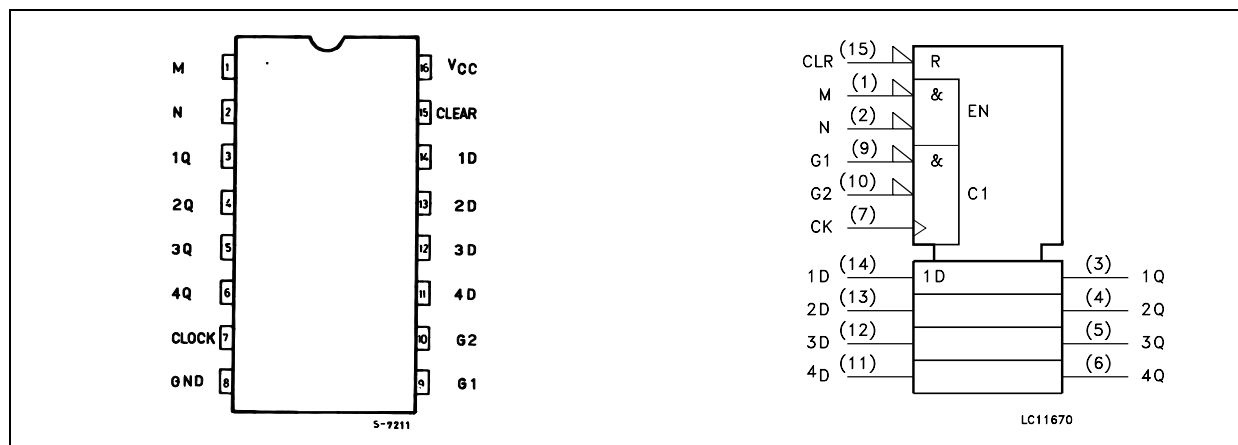 M 1 16 VCC
N 2 15 CLEAR
1Q 3 14 1D
2Q 4 13 2D
3Q 5 12 3D
4Q 6 11 4D
CLOCK 7 10 G2
GND 8 9 G1
S-7211
CLR (15) R
M (1) &
EN
N (2)
G1 (9) &
G2 (10) C1
CK (7)
1D (14) 1D (3) 1Q
2D (13) (4) 2Q
3D (12) (5) 3Q
4D (11) (6) 4Q
LC11670